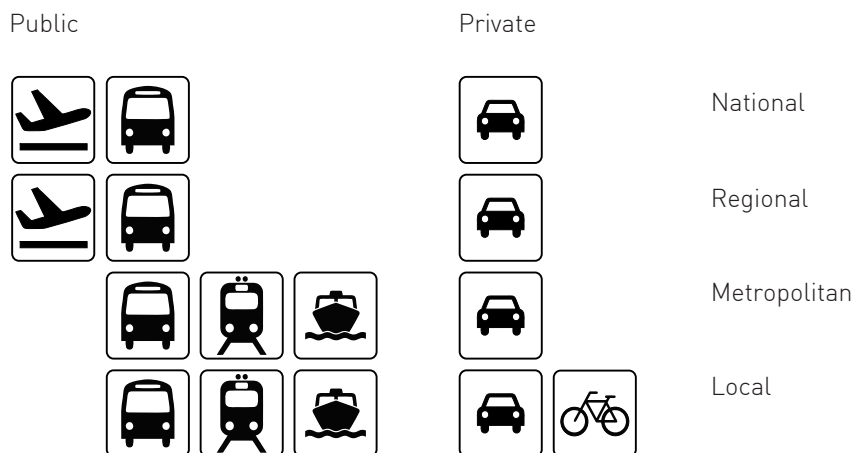 Public Private
National
Regional
Metropolitan
Local